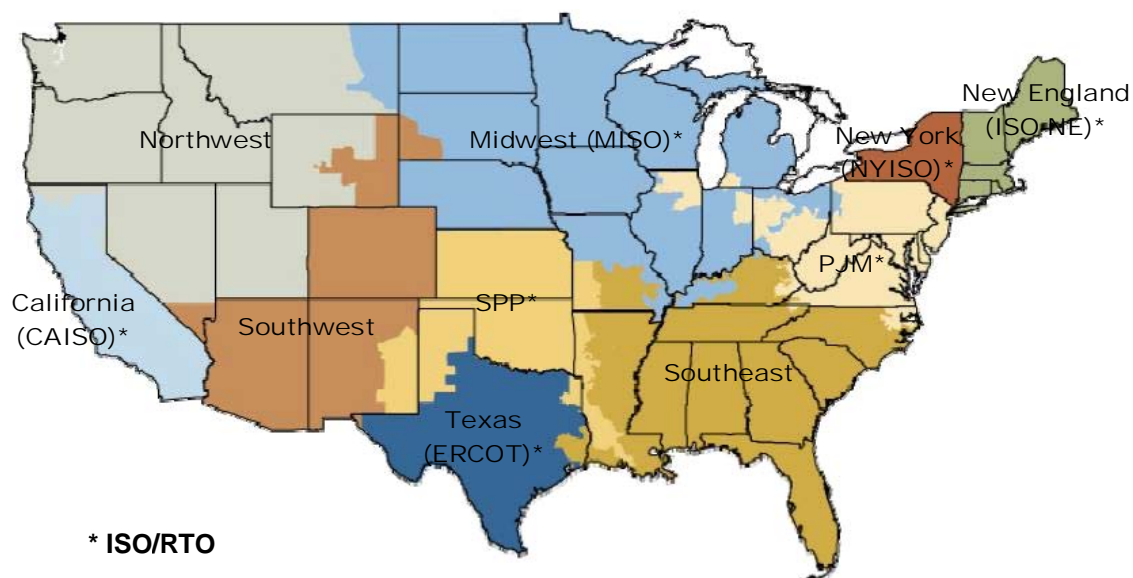 Northwest
Midwest (MISO)*
New England
(ISO-NE)*
New York
(NYISO)*
PJM*
California
(CAISO)*
Southwest
SPP*
Southeast
Texas
(ERCOT)*
* ISO/RTO